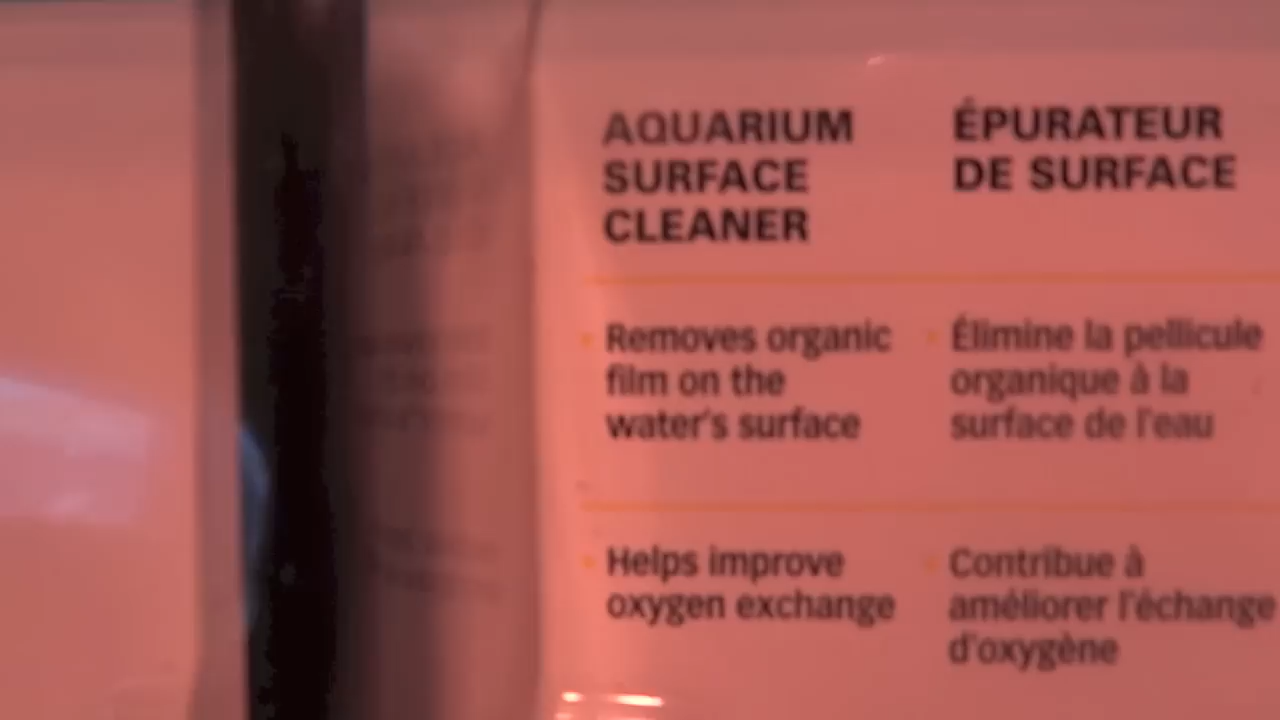 AQUARIUM
SURFACE
CLEANER
Removes organic
film on the
water's surface
Helps improve
oxygen exchange
ÉPURATEUR
DE SURFACE
Élimine la pellicule
organique à la
surface de l'eau
Contribue à
améliorer l'échange
d'oxygène